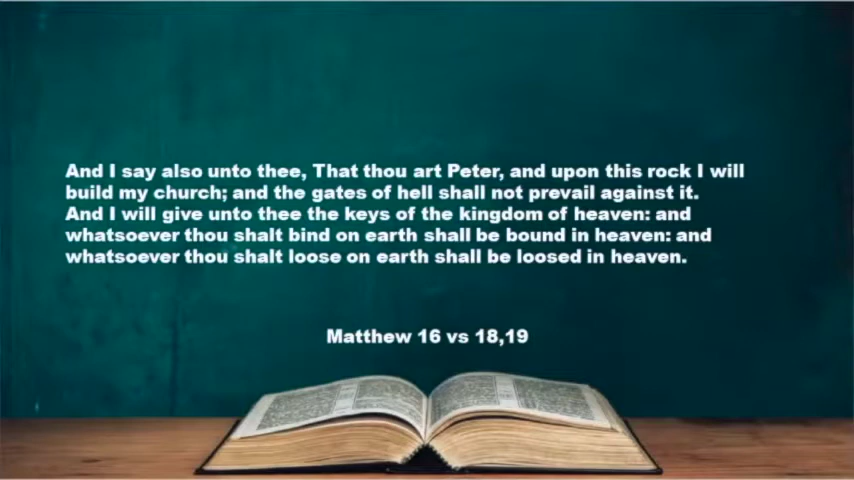 And I say also unto thee, That thou art Peter, and upon this rock I will
build my church; and the gates of hell shall not prevail against it.
And I will give unto thee the keys of the kingdom of heaven: and
whatsoever thou shalt bind on earth shall be bound in heaven: and
whatsoever thou shalt loose on earth shall be loosed in heaven.
Matthew 16 vs 18,19